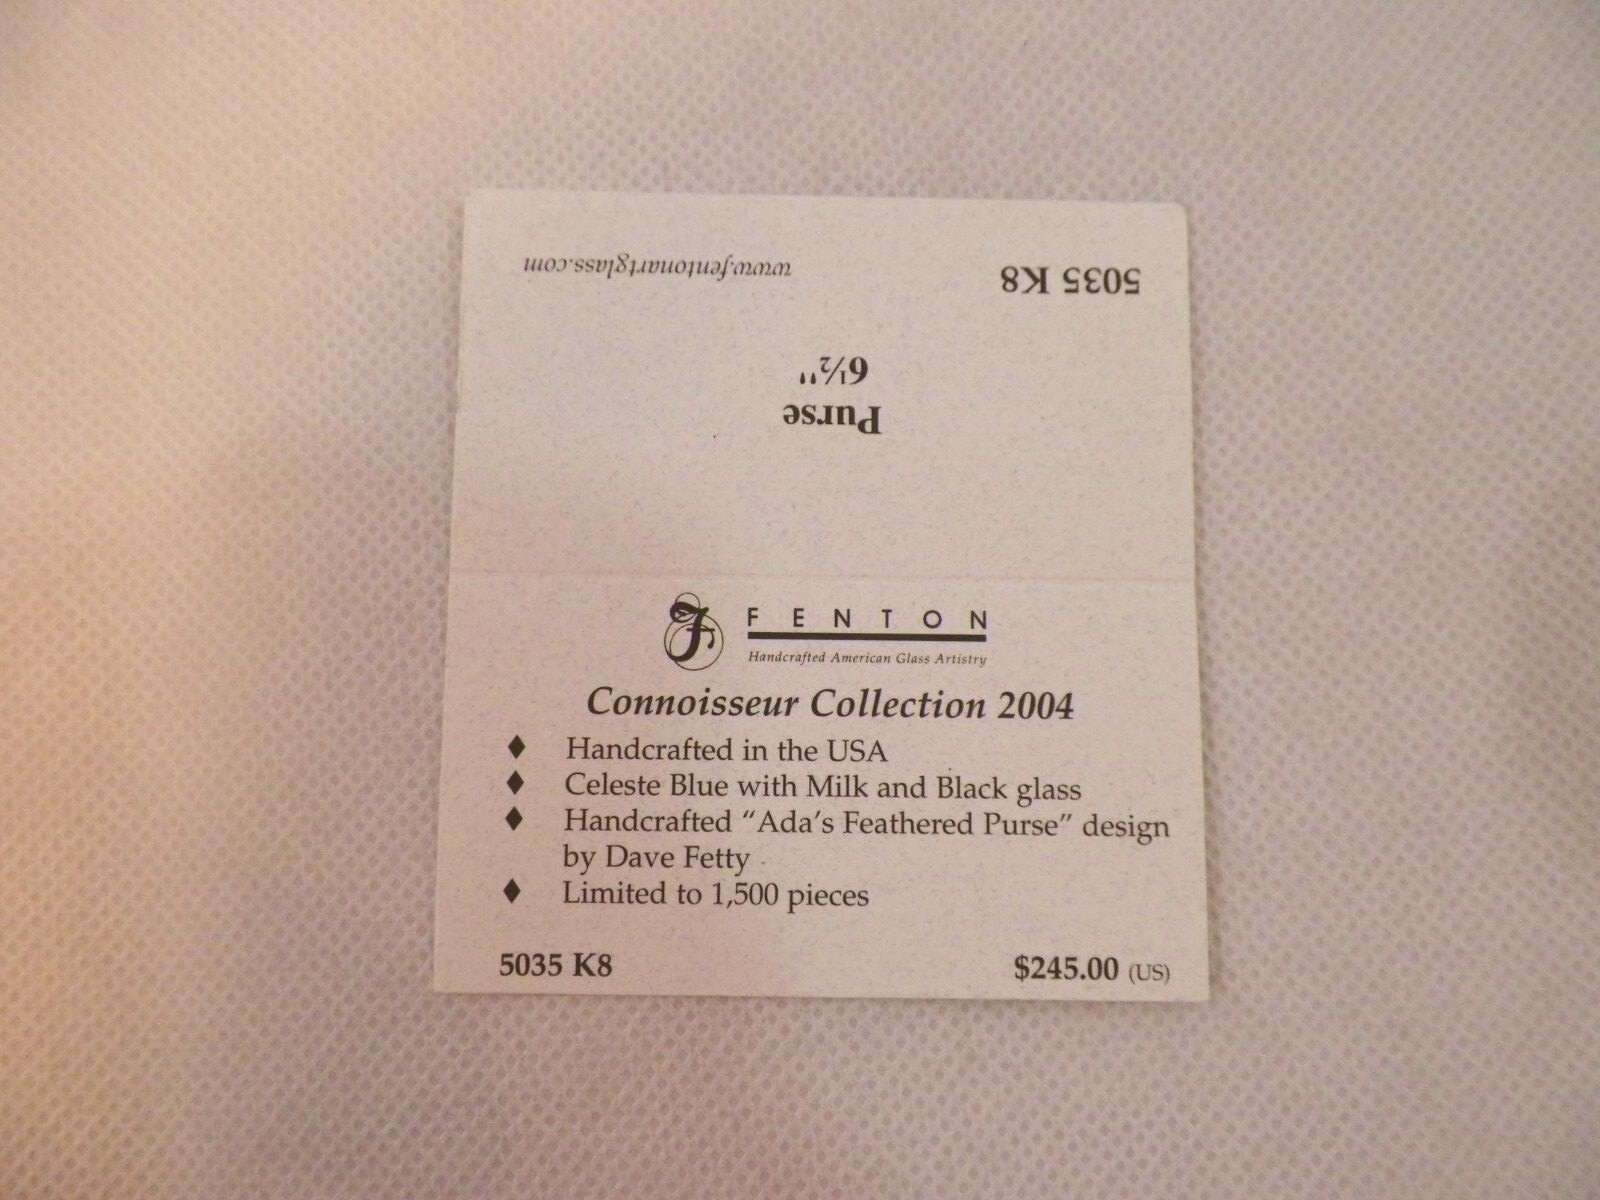 www.fentonartglass.com
5035 K8
6½"
Purse
FENTON
Handcrafted American Glass Artistry
Connoisseur Collection 2004
♦ Handcrafted in the USA
♦ Celeste Blue with Milk and Black glass
♦ Handcrafted “Ada’s Feathered Purse” design
by Dave Fetty
♦ Limited to 1,500 pieces
5035 K8
$245.00 (US)